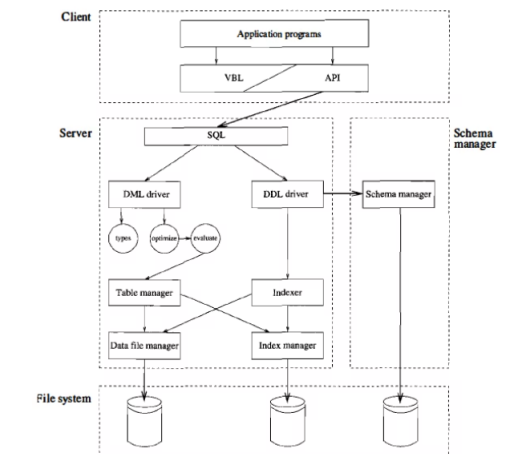 Client
Application programs
VBL
API
Server
SQL
Schema
manager
DML driver
DDL driver
Schema manager
types
optimize
evaluate
Table manager
Indexer
Data file manager
Index manager
File system